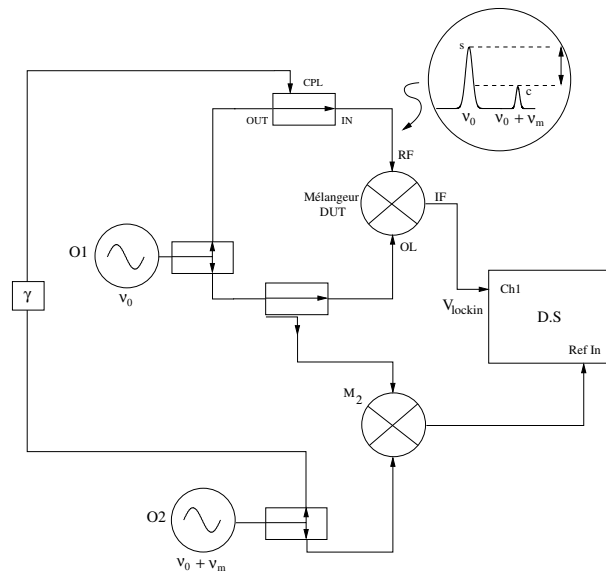 s
c
ν0
ν0 + νm
CPL
OUT
IN
RF
Mélangeur
DUT
IF
OL
O1
ν0
γ
Ch1
Vlockin
D.S
Ref In
M2
O2
ν0 + νm